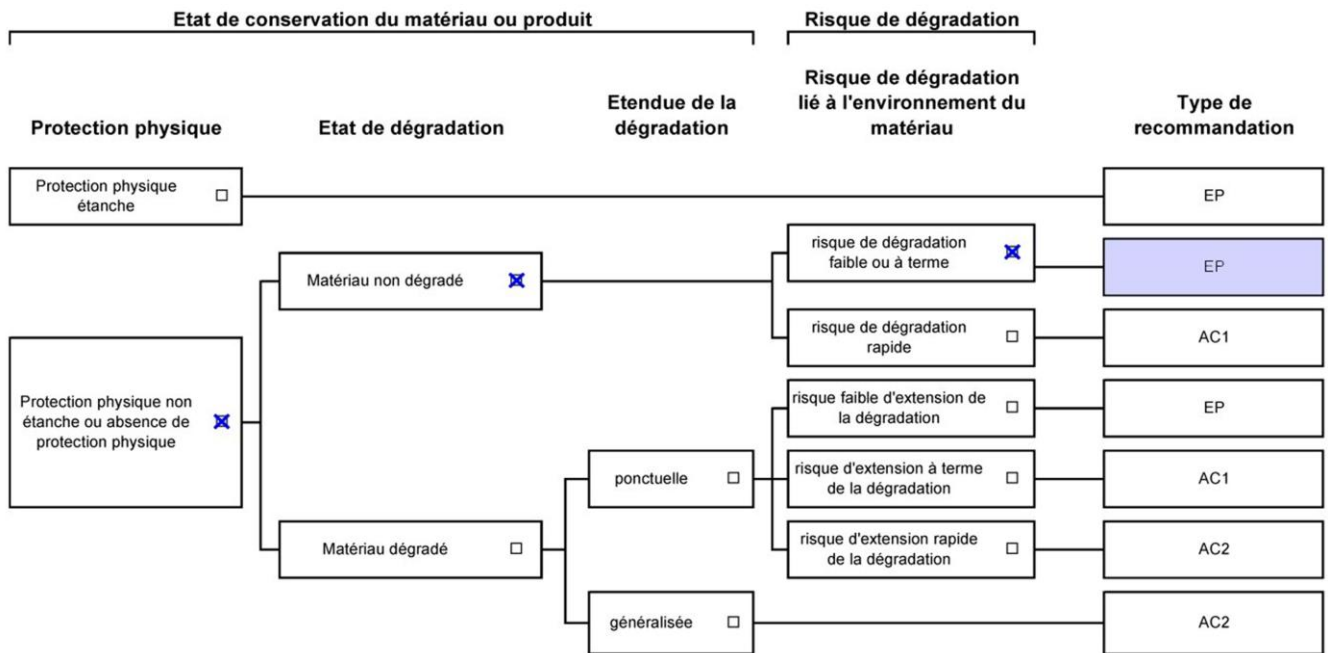 Etat de conservation du matériau ou produit
Risque de dégradation
Protection physique
Etat de dégradation
Etendue de la
dégradation
Risque de dégradation
lié à l'environnement du
matériau
Type de
recommandation
Protection physique
étanche
EP
risque de dégradation
faible ou à terme
EP
Matériau non dégradé
risque de dégradation
rapide
AC1
Protection physique non
étanche ou absence de
protection physique
risque faible d'extension de
la dégradation
EP
ponctuelle
risque d'extension à terme
de la dégradation
AC1
Matériau dégradé
risque d'extension rapide
de la dégradation
AC2
généralisée
AC2